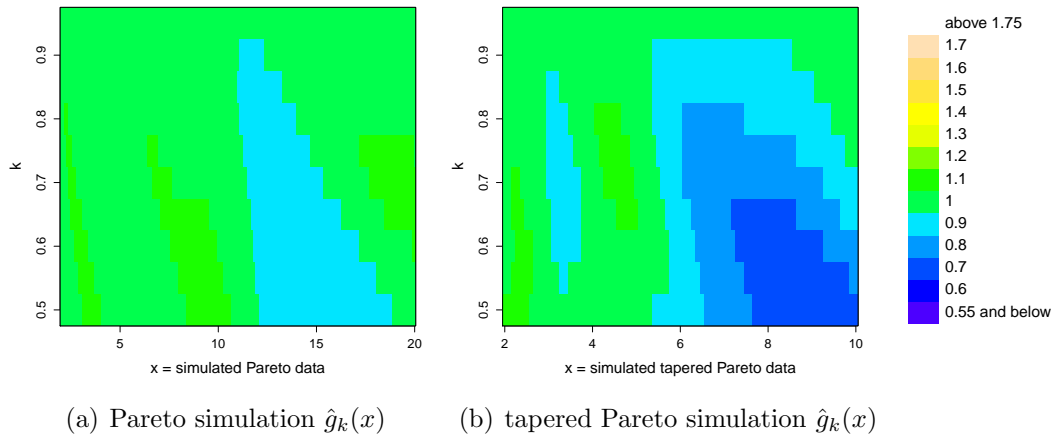 0.5 0.6 0.7 0.8 0.9
k
5 10 15 20
x = simulated Pareto data
0.5 0.6 0.7 0.8 0.9
2 4 6 8 10
x = simulated tapered Pareto data
above 1.75
1.7
1.6
1.5
1.4
1.3
1.2
1.1
1
0.9
0.8
0.7
0.6
0.55 and below
(a) Pareto simulation ĝₖ(x)
(b) tapered Pareto simulation ĝₖ(x)